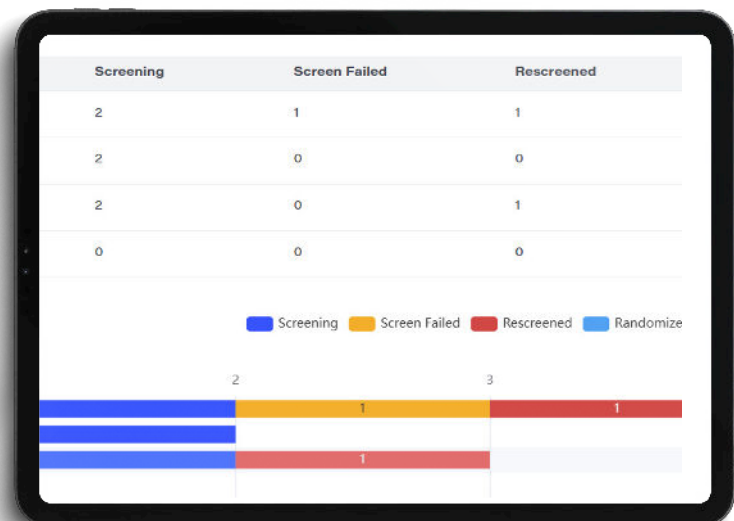 Screening Screen Failed Rescreened
2 1 1
2 0 0
2 0 1
0 0 0
Screening Screen Failed Rescreened Randomize
2 3
1 1
1